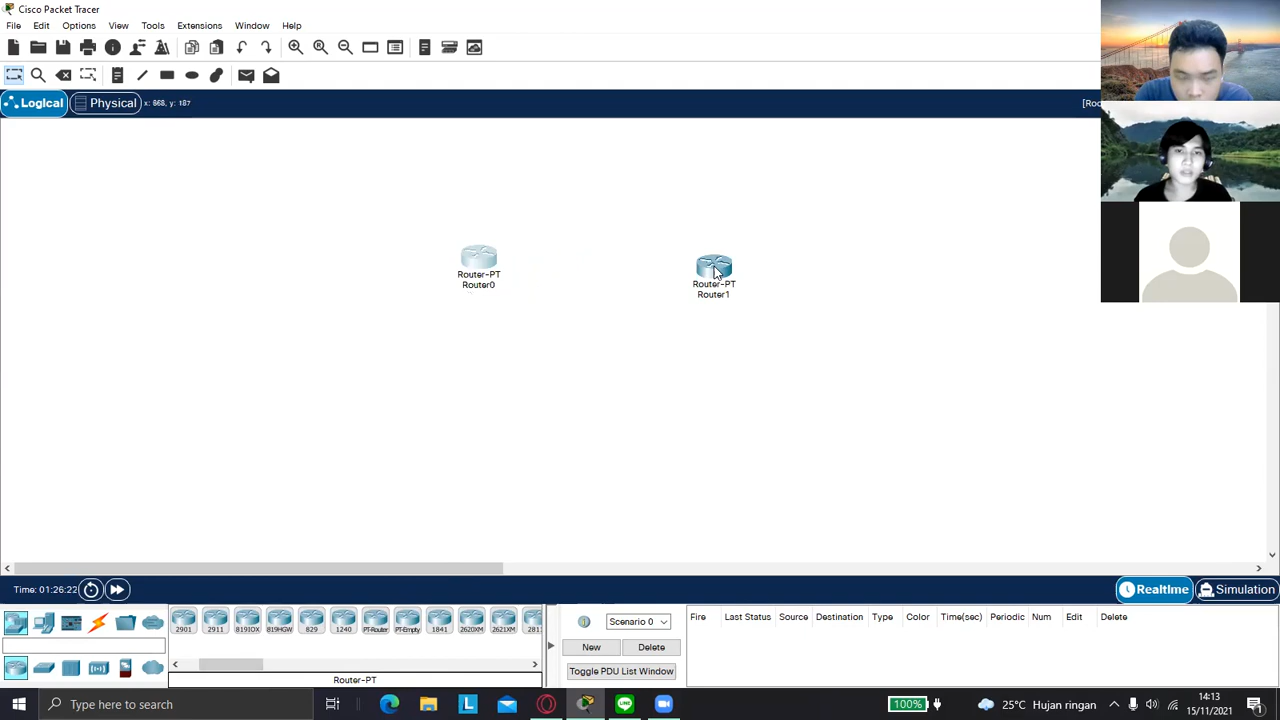 Cisco Packet Tracer
File Edit Options View Tools Extensions Window Help
Logical Physical x: 868, y: 187
[Roo
Router-PT
Router0
Router-PT
Router1
Time: 01:26:22
Realtime Simulation
2901 2911 819IOX 819HGW 829 1240 PT-Router PT-Empty 1841 2620XM 2621XM 2811
Router-PT
Scenario 0
New Delete
Toggle PDU List Window
Fire Last Status Source Destination Type Color Time(sec) Periodic Num Edit Delete
Type here to search
L
LINE
100%
25°C Hujan ringan
14:13
15/11/2021
1